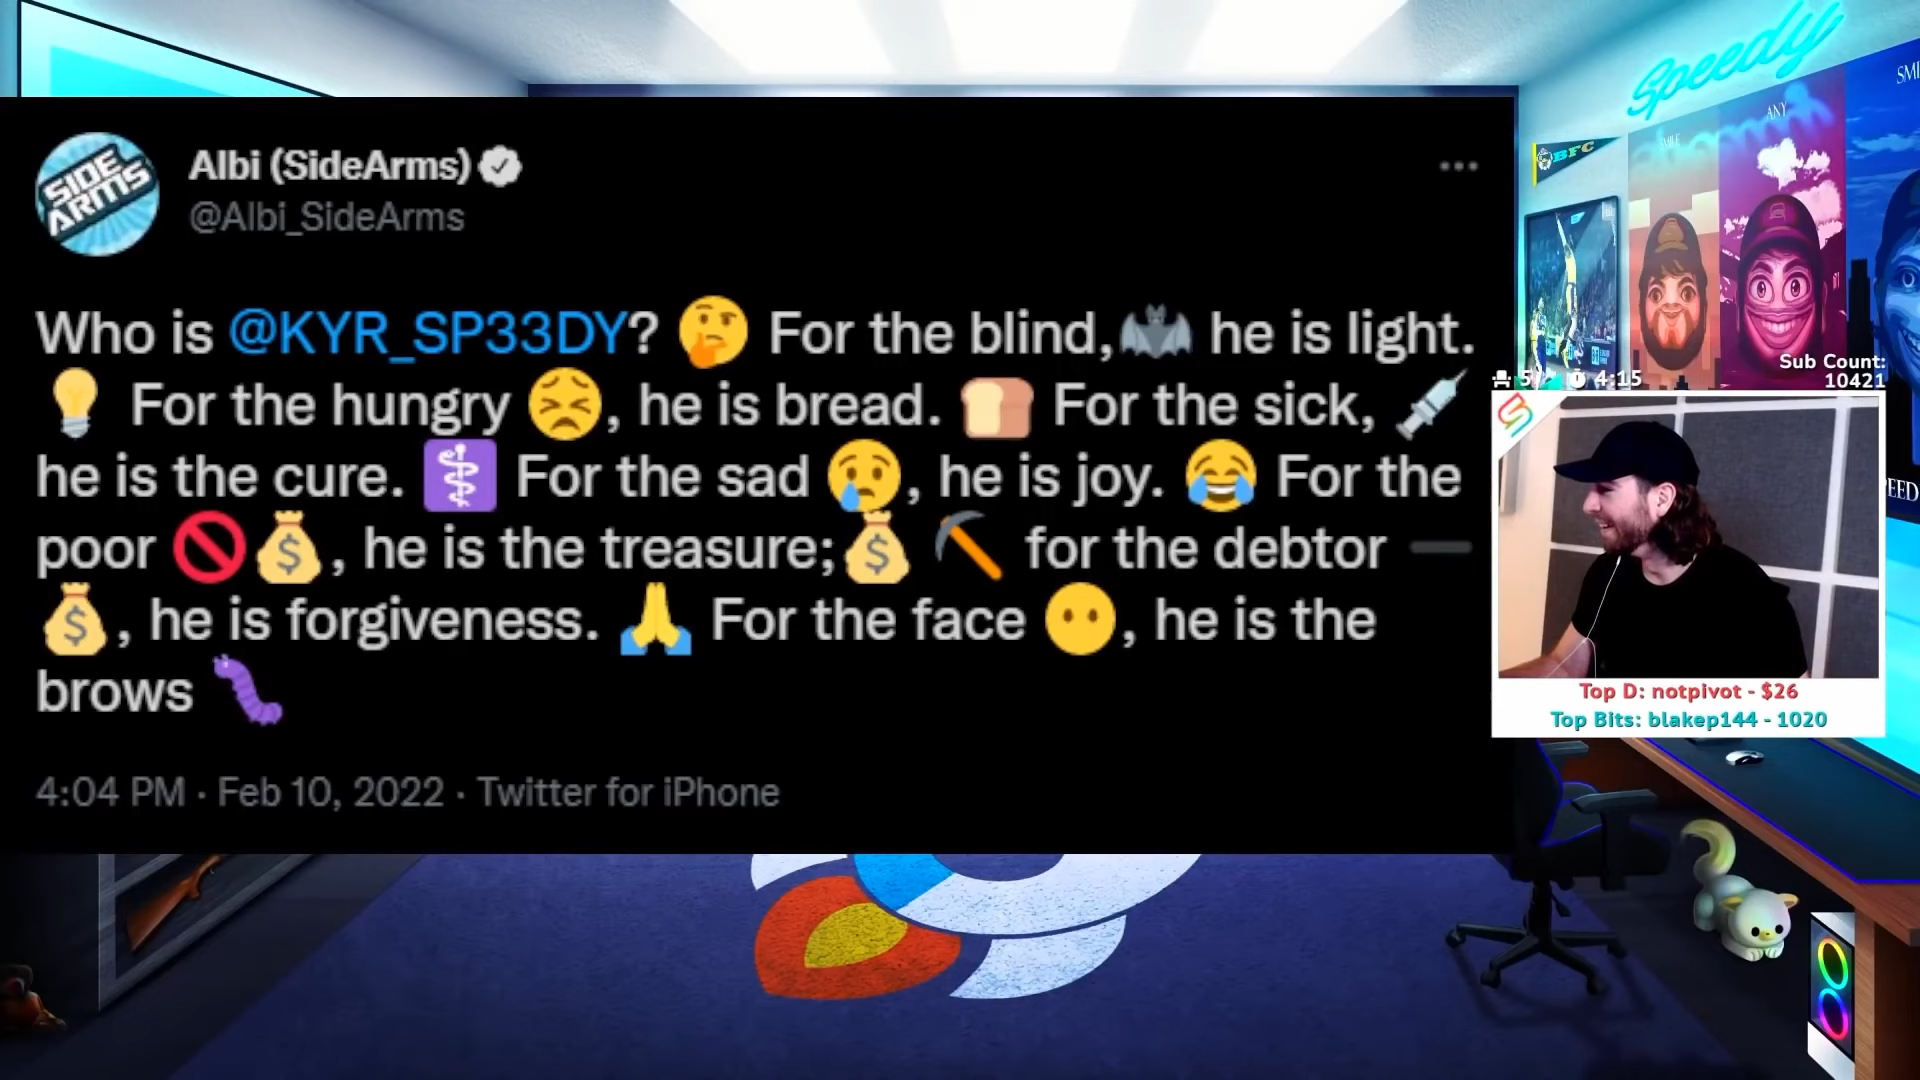 Speedy
SMI
ANY
SMILE
BFC
SIDE
ARMS
Albi (SideArms)
@Albi_SideArms
Who is @KYR_SP33DY? 🤔 For the blind,🦇 he is light.
💡 For the hungry 😣, he is bread. 🍞 For the sick, 💉
he is the cure. ⚕️ For the sad 😢, he is joy. 😂 For the
poor 🚫💰, he is the treasure;💰 ⛏️ for the debtor ➖
💰, he is forgiveness. 🙏 For the face 😶, he is the
brows 🐛
4:04 PM · Feb 10, 2022 · Twitter for iPhone
Sub Count:
10421
4:15
EED
Top D: notpivot - $26
Top Bits: blakep144 - 1020